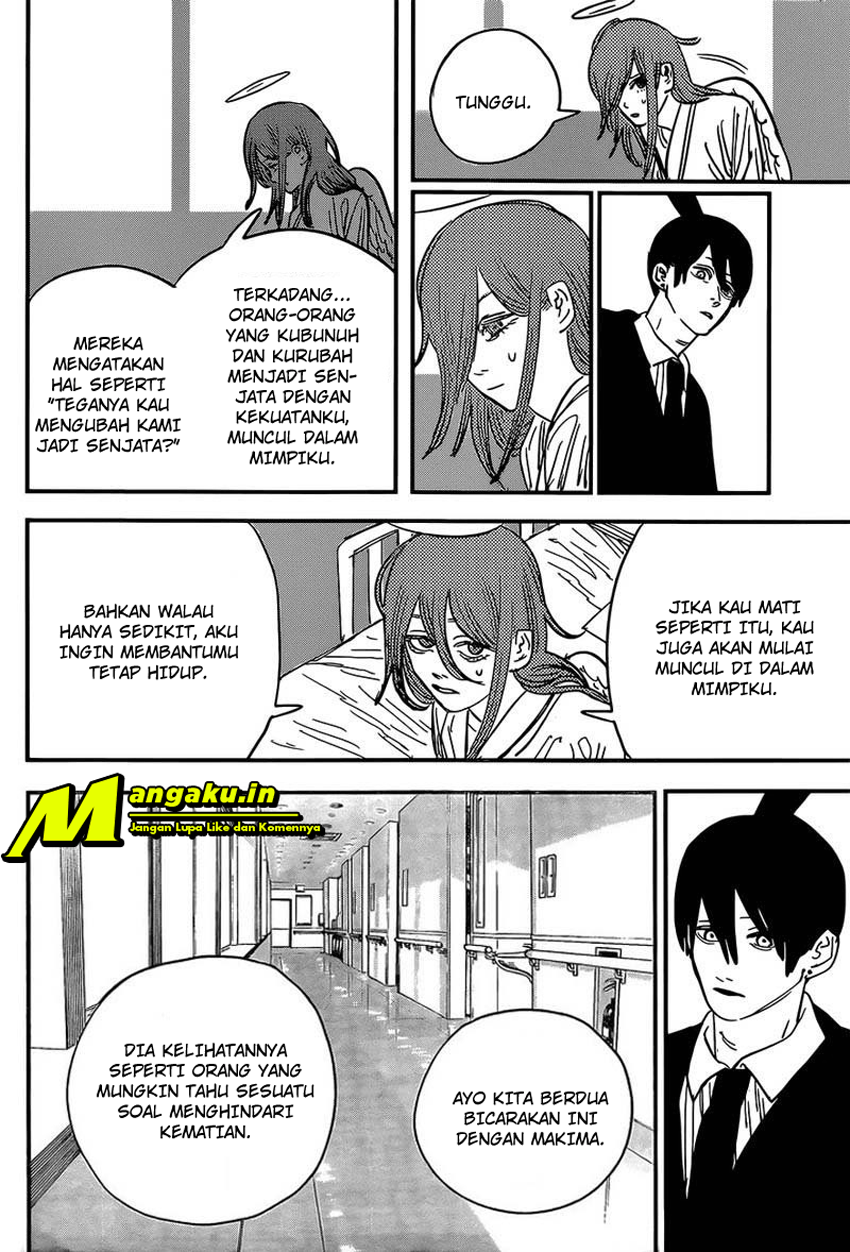 TUNGGU.
TERKADANG...
ORANG-ORANG
YANG KUBUNUH
DAN KURUBAH
MENJADI SEN-
JATA DENGAN
KEKUATANKU,
MUNCUL DALAM
MIMPIKU.
MEREKA
MENGATAKAN
HAL SEPERTI
"TEGANYA KAU
MENGUBAH KAMI
JADI SENJATA?"
JIKA KAU MATI
SEPERTI ITU, KAU
JUGA AKAN MULAI
MUNCUL DI DALAM
MIMPIKU.
BAHKAN WALAU
HANYA SEDIKIT, AKU
INGIN MEMBANTUMU
TETAP HIDUP.
Mangaku.in
Jangan Lupa Like dan Komennya
AYO KITA BERDUA
BICARAKAN INI
DENGAN MAKIMA.
DIA KELIHATANNYA
SEPERTI ORANG YANG
MUNGKIN TAHU SESUATU
SOAL MENGHINDARI
KEMATIAN.